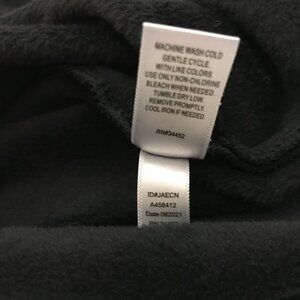 MACHINE WASH COLD
GENTLE CYCLE.
WITH LIKE COLORS.
USE ONLY NON-CHLORINE
BLEACH WHEN NEEDED.
TUMBLE DRY LOW.
REMOVE PROMPTLY.
COOL IRON IF NEEDED.
RN#34452
ID#JAECN
A458412
Date 062021